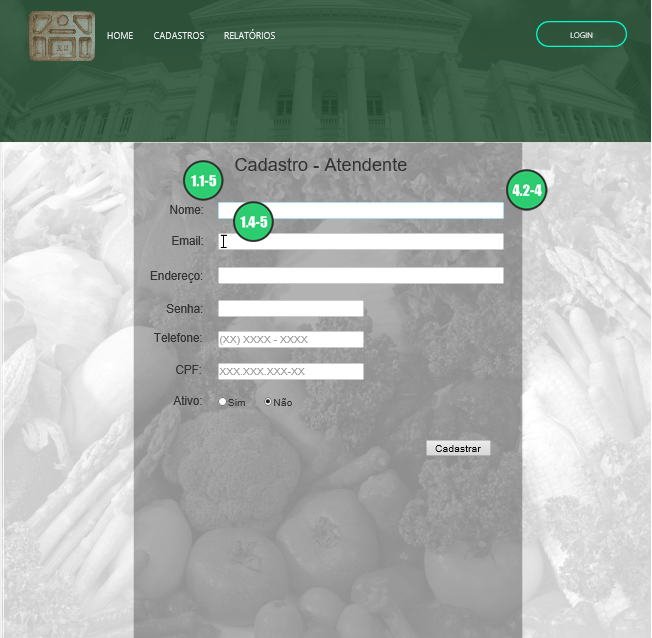 HOME CADASTROS RELATÓRIOS LOGIN
Cadastro - Atendente
1.1-5
4.2-4
Nome:
1.4-5
Email:
Endereço:
Senha:
Telefone: (XX) XXXX - XXXX
CPF: XXX.XXX.XXX-XX
Ativo: Sim Não
Cadastrar